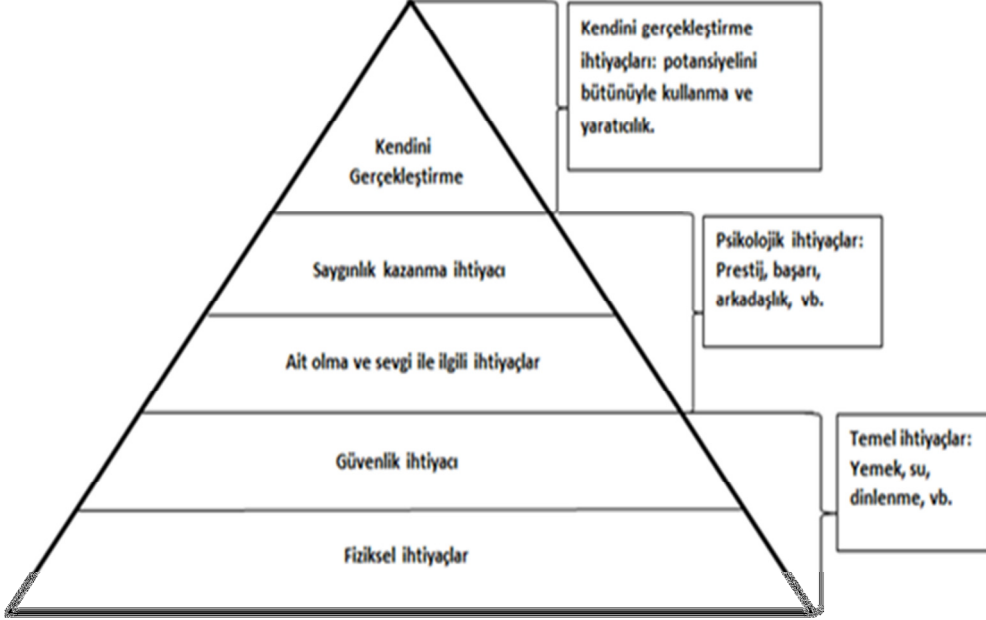 Kendini gerçekleştirme
ihtiyaçları: potansiyelini
bütünüyle kullanma ve
yaratıcılık.
Kendini
Gerçekleştirme
Psikolojik ihtiyaçlar:
Prestij, başarı,
arkadaşlık, vb.
Saygınlık kazanma ihtiyacı
Ait olma ve sevgi ile ilgili ihtiyaçlar
Temel ihtiyaçlar:
Yemek, su,
dinlenme, vb.
Güvenlik ihtiyacı
Fiziksel ihtiyaçlar